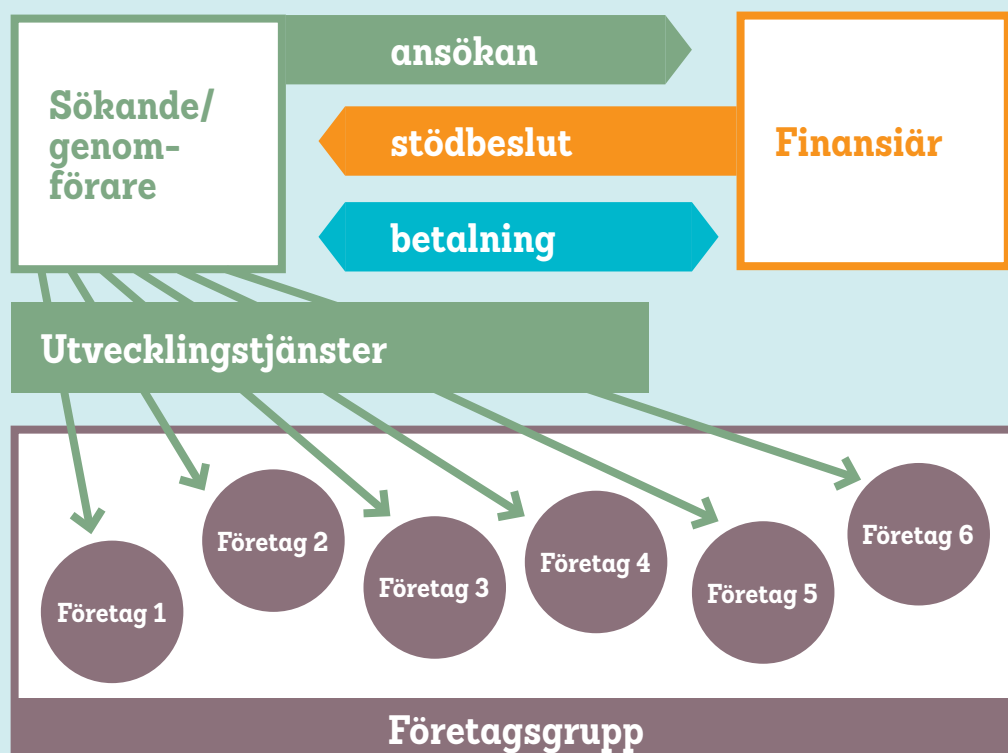 Sökande/
genom-
förare
ansökan
stödbeslut
betalning
Finansiär
Utvecklingstjänster
Företag 1
Företag 2
Företag 3
Företag 4
Företag 5
Företag 6
Företagsgrupp